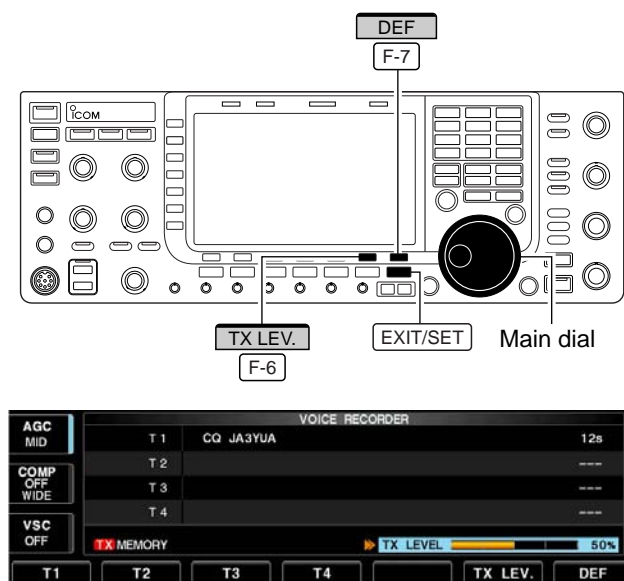 DEF
F-7
ICOM
TX LEV.
F-6
EXIT/SET
Main dial
VOICE RECORDER
AGC
MID
T 1 CQ JA3YUA 12s
T 2 ---
COMP
OFF
WIDE
T 3 ---
T 4 ---
VSC
OFF
TX MEMORY TX LEVEL 50%
T1 T2 T3 T4 TX LEV. DEF